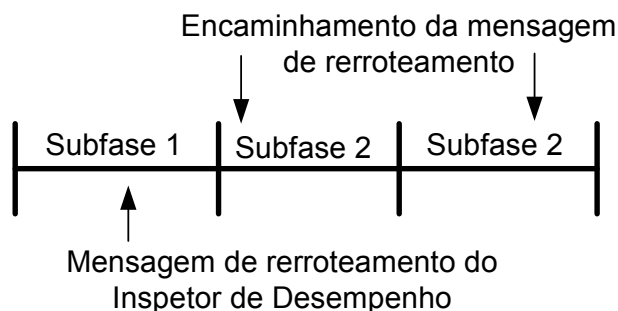 Encaminhamento da mensagem
de rerroteamento
Subfase 1
Subfase 2
Subfase 2
Mensagem de rerroteamento do
Inspetor de Desempenho